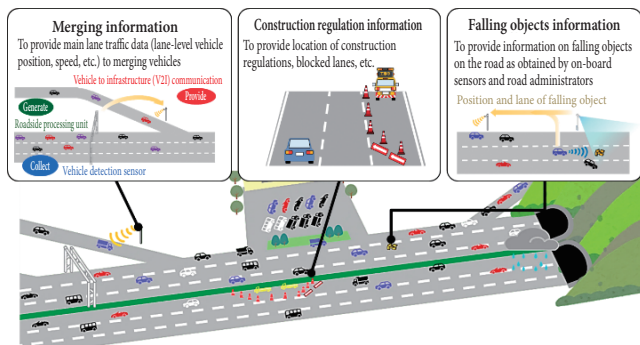 Merging information
To provide main lane traffic data (lane-level vehicle
position, speed, etc.) to merging vehicles
Vehicle to infrastructure (V2I) communication
Generate
Provide
Roadside processing unit
Collect
Vehicle detection sensor
Construction regulation information
To provide location of construction
regulations, blocked lanes, etc.
Falling objects information
To provide information on falling objects
on the road as obtained by on-board
sensors and road administrators
Position and lane of falling object